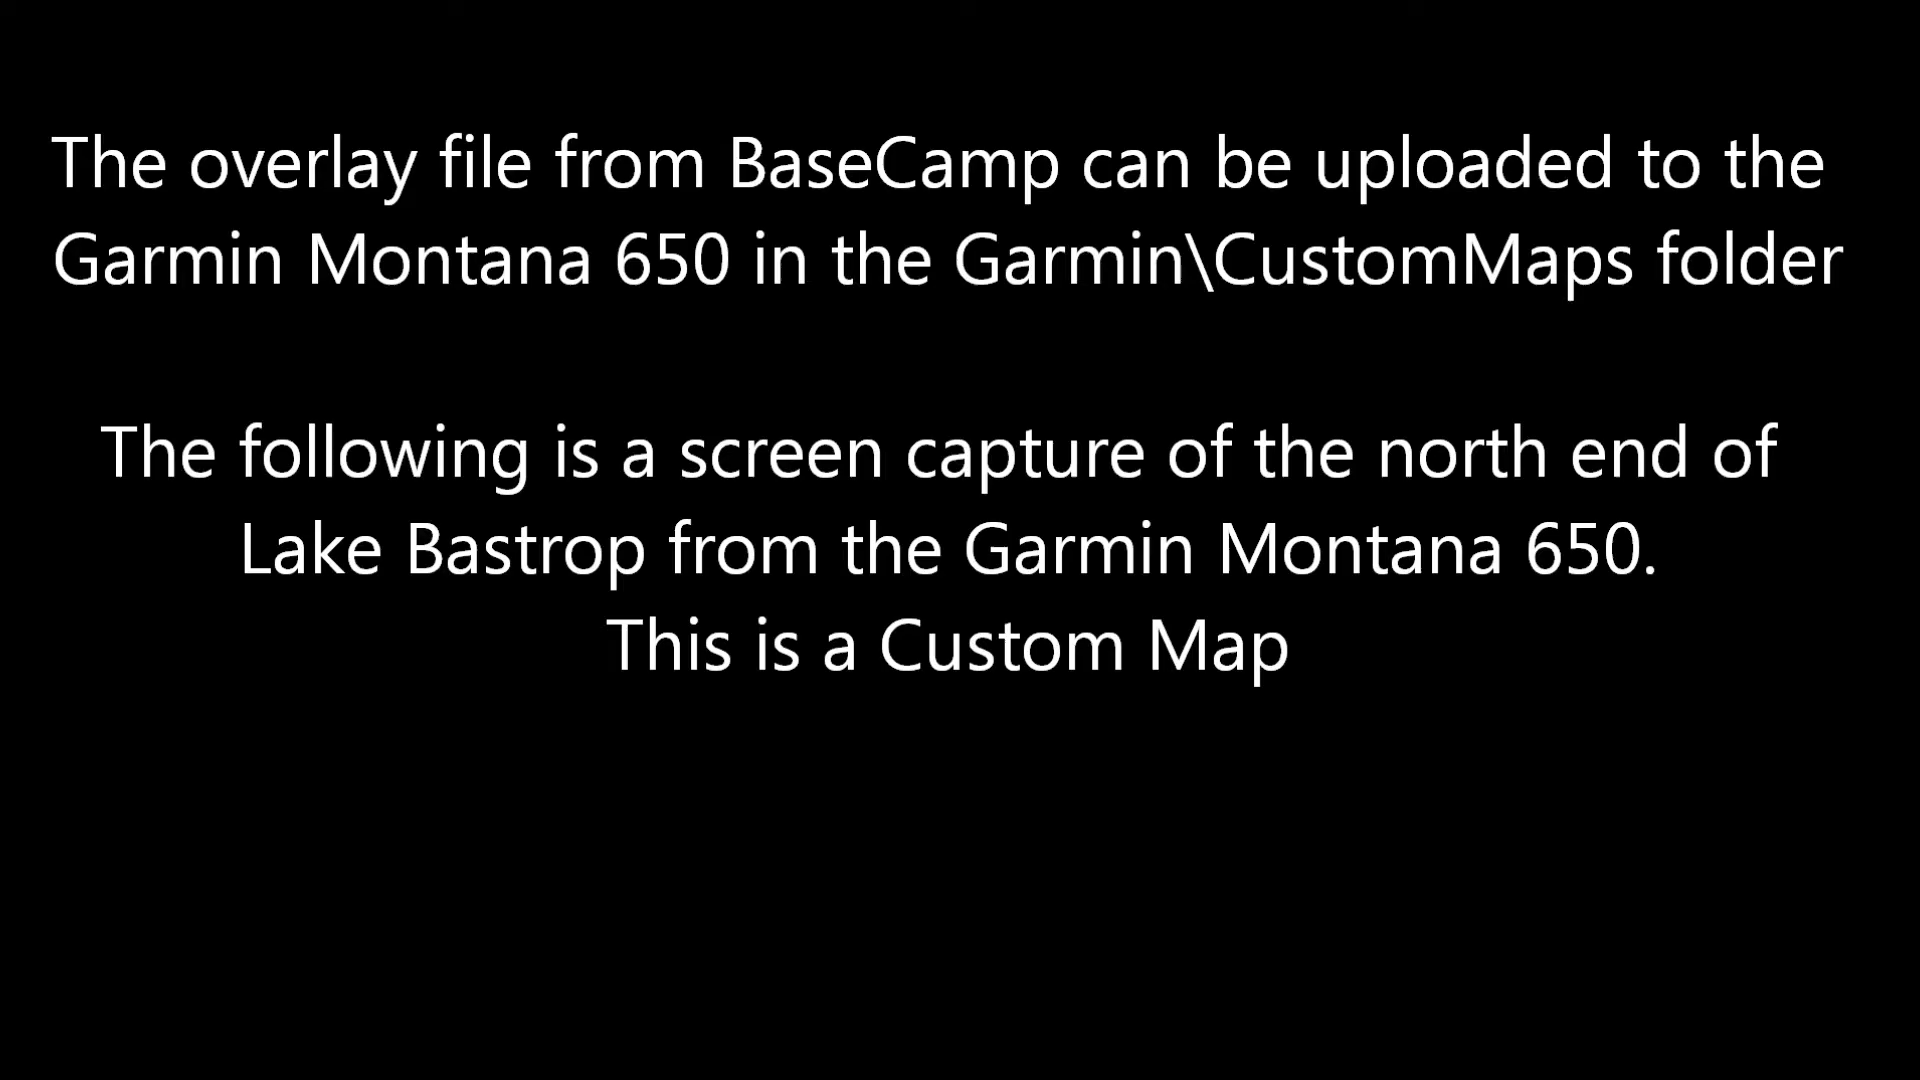 The overlay file from BaseCamp can be uploaded to the
Garmin Montana 650 in the Garmin\CustomMaps folder
The following is a screen capture of the north end of
Lake Bastrop from the Garmin Montana 650.
This is a Custom Map